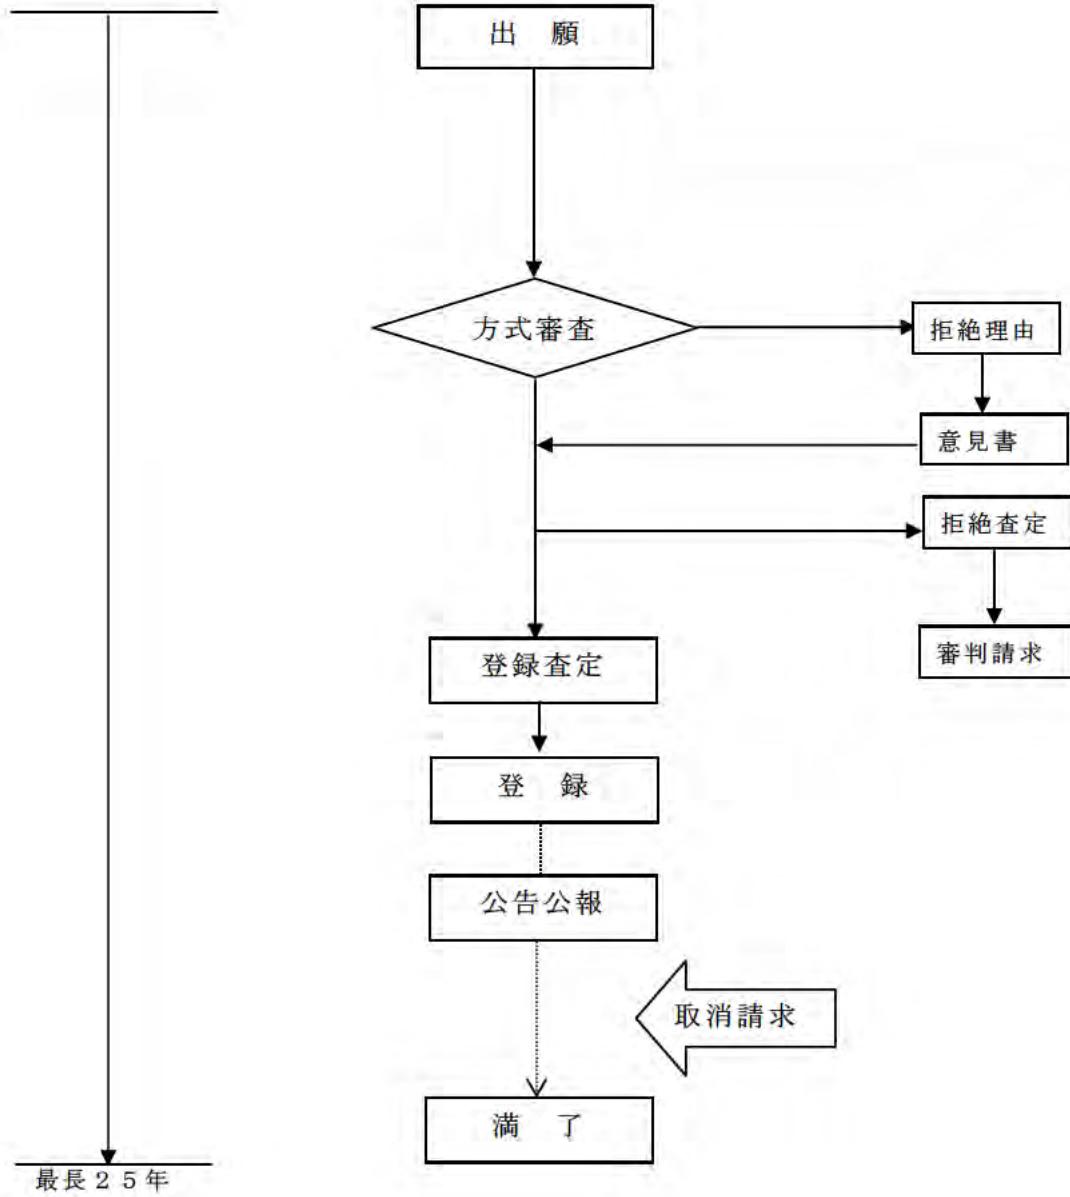 出　願
方式審査
拒絶理由
意見書
拒絶査定
審判請求
登録査定
登　録
公告公報
取消請求
満　了
最長２５年